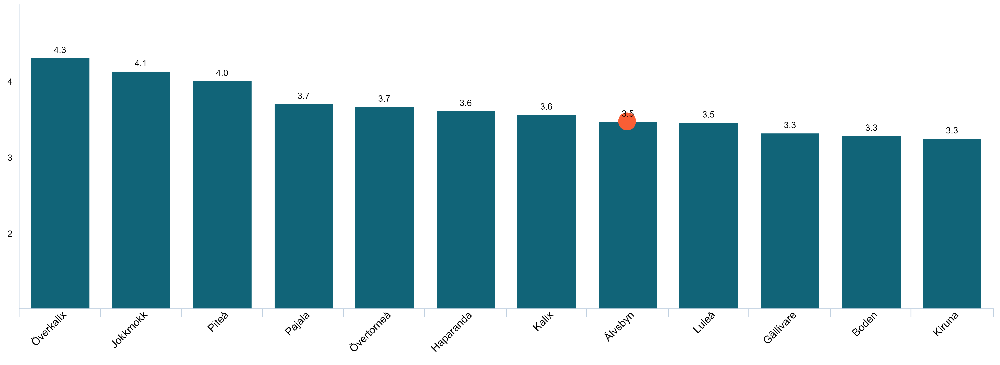 4.3
4.1
4.0
3.7
3.7
3.6
3.6
3.5
3.5
3.3
3.3
3.3
4
3
2
Överkalix
Jokkmokk
Piteå
Pajala
Övertorneå
Haparanda
Kalix
Älvsbyn
Luleå
Gällivare
Boden
Kiruna